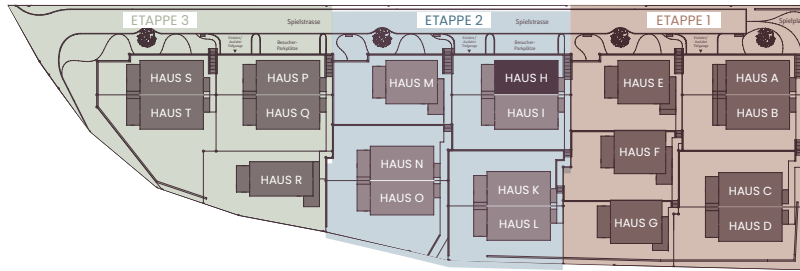 ETAPPE 3
ETAPPE 2
ETAPPE 1
Spielstrasse
Spielstrasse
Spielpla
Besucher-
Parkplätze
Besucher-
Parkplätze
HAUS S
HAUS T
HAUS P
HAUS Q
HAUS R
HAUS M
HAUS N
HAUS O
HAUS H
HAUS I
HAUS K
HAUS L
HAUS E
HAUS F
HAUS G
HAUS A
HAUS B
HAUS C
HAUS D